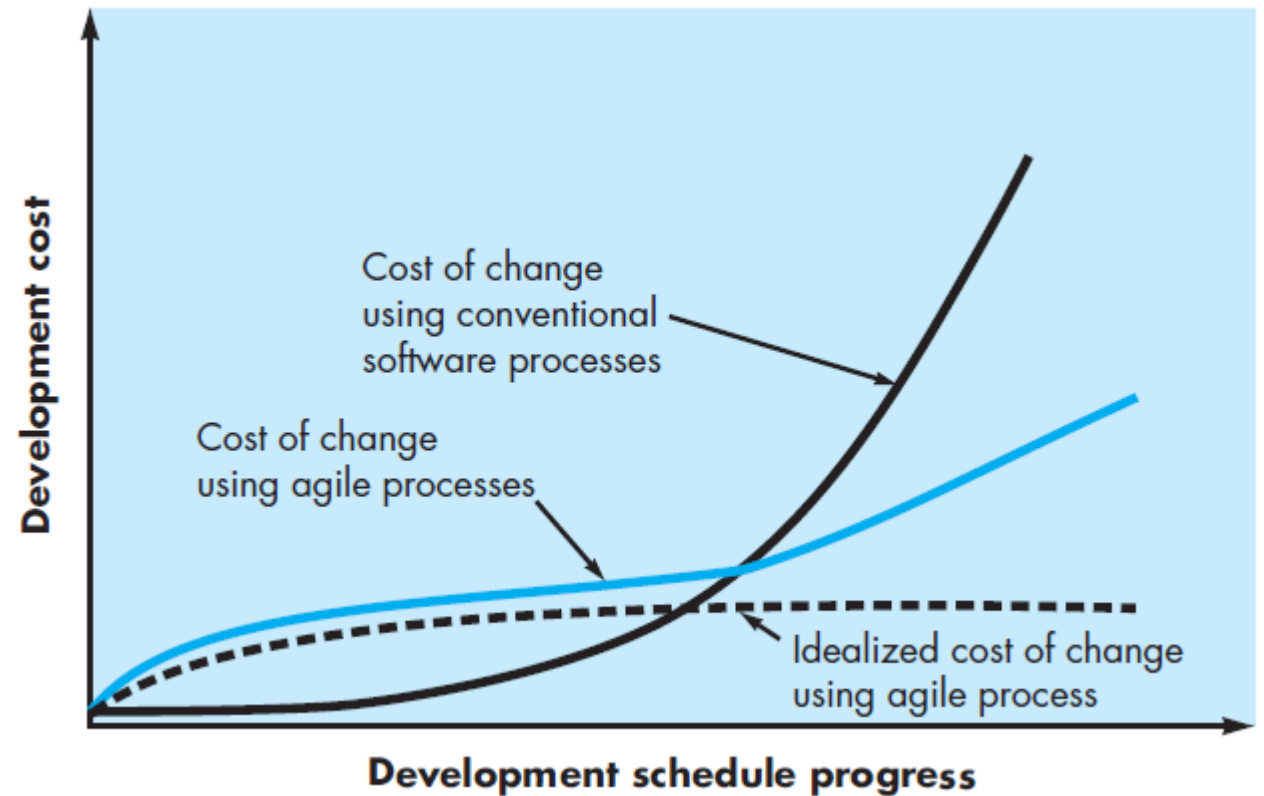 Development cost
Cost of change
using conventional
software processes
Cost of change
using agile processes
Idealized cost of change
using agile process
Development schedule progress